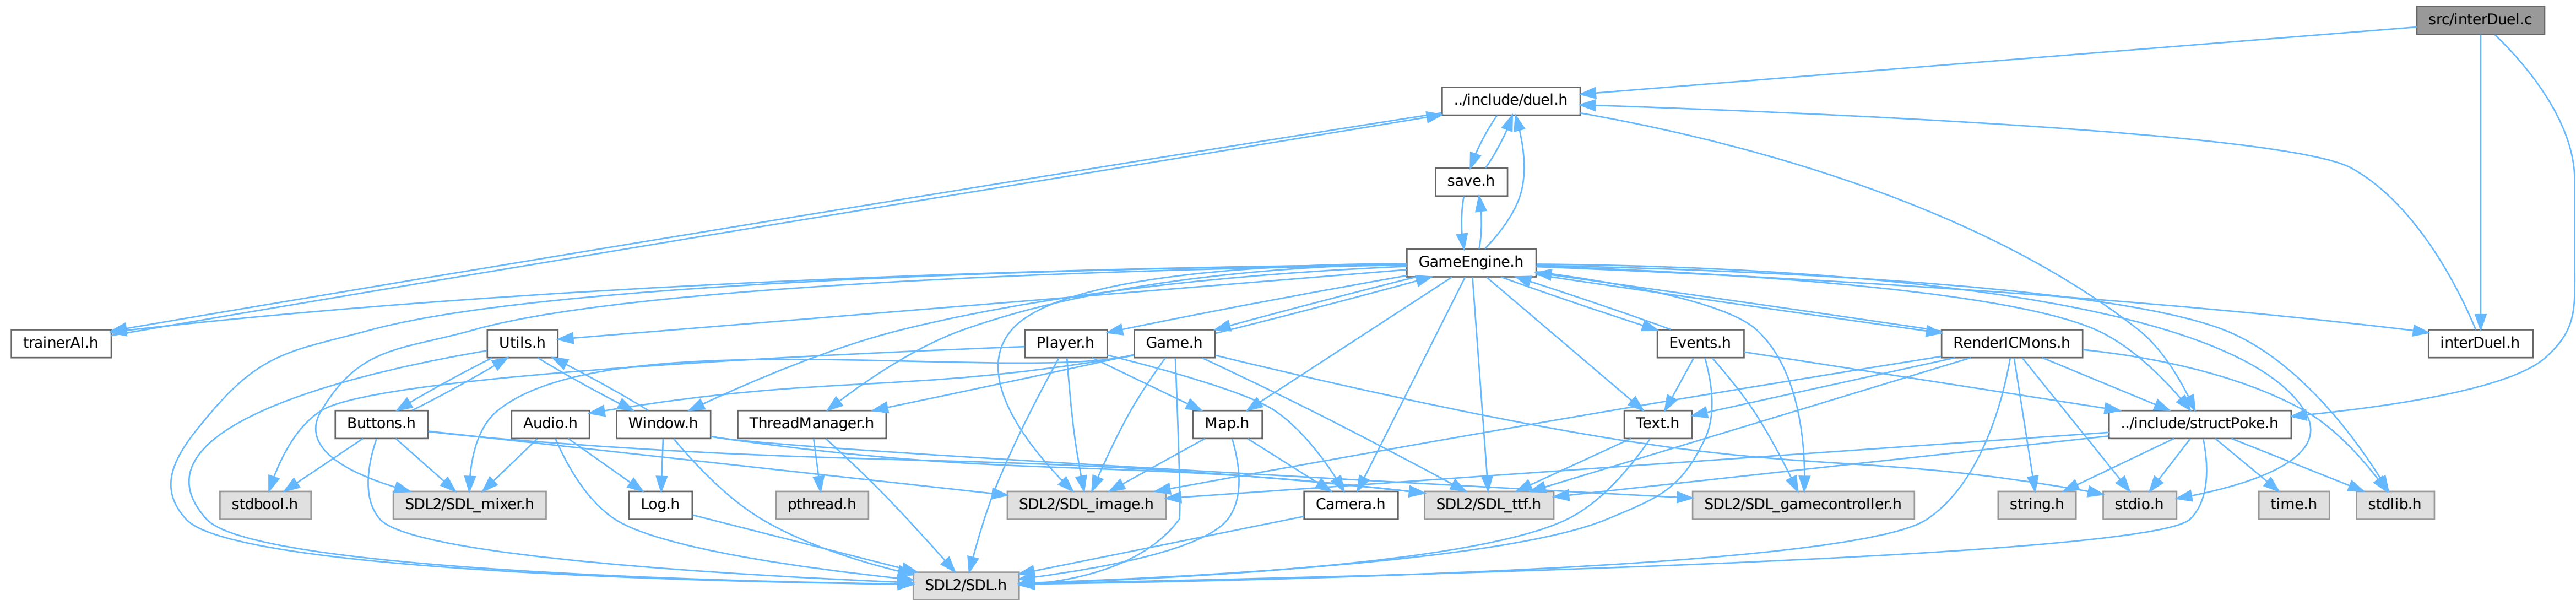 src/interDuel.c
../include/duel.h
save.h
GameEngine.h
trainerAI.h
Utils.h
Player.h
Game.h
Events.h
RenderICMons.h
interDuel.h
Buttons.h
Audio.h
Window.h
ThreadManager.h
Map.h
Text.h
../include/structPoke.h
stdbool.h
SDL2/SDL_mixer.h
Log.h
pthread.h
SDL2/SDL_image.h
Camera.h
SDL2/SDL_ttf.h
SDL2/SDL_gamecontroller.h
string.h
stdio.h
time.h
stdlib.h
SDL2/SDL.h